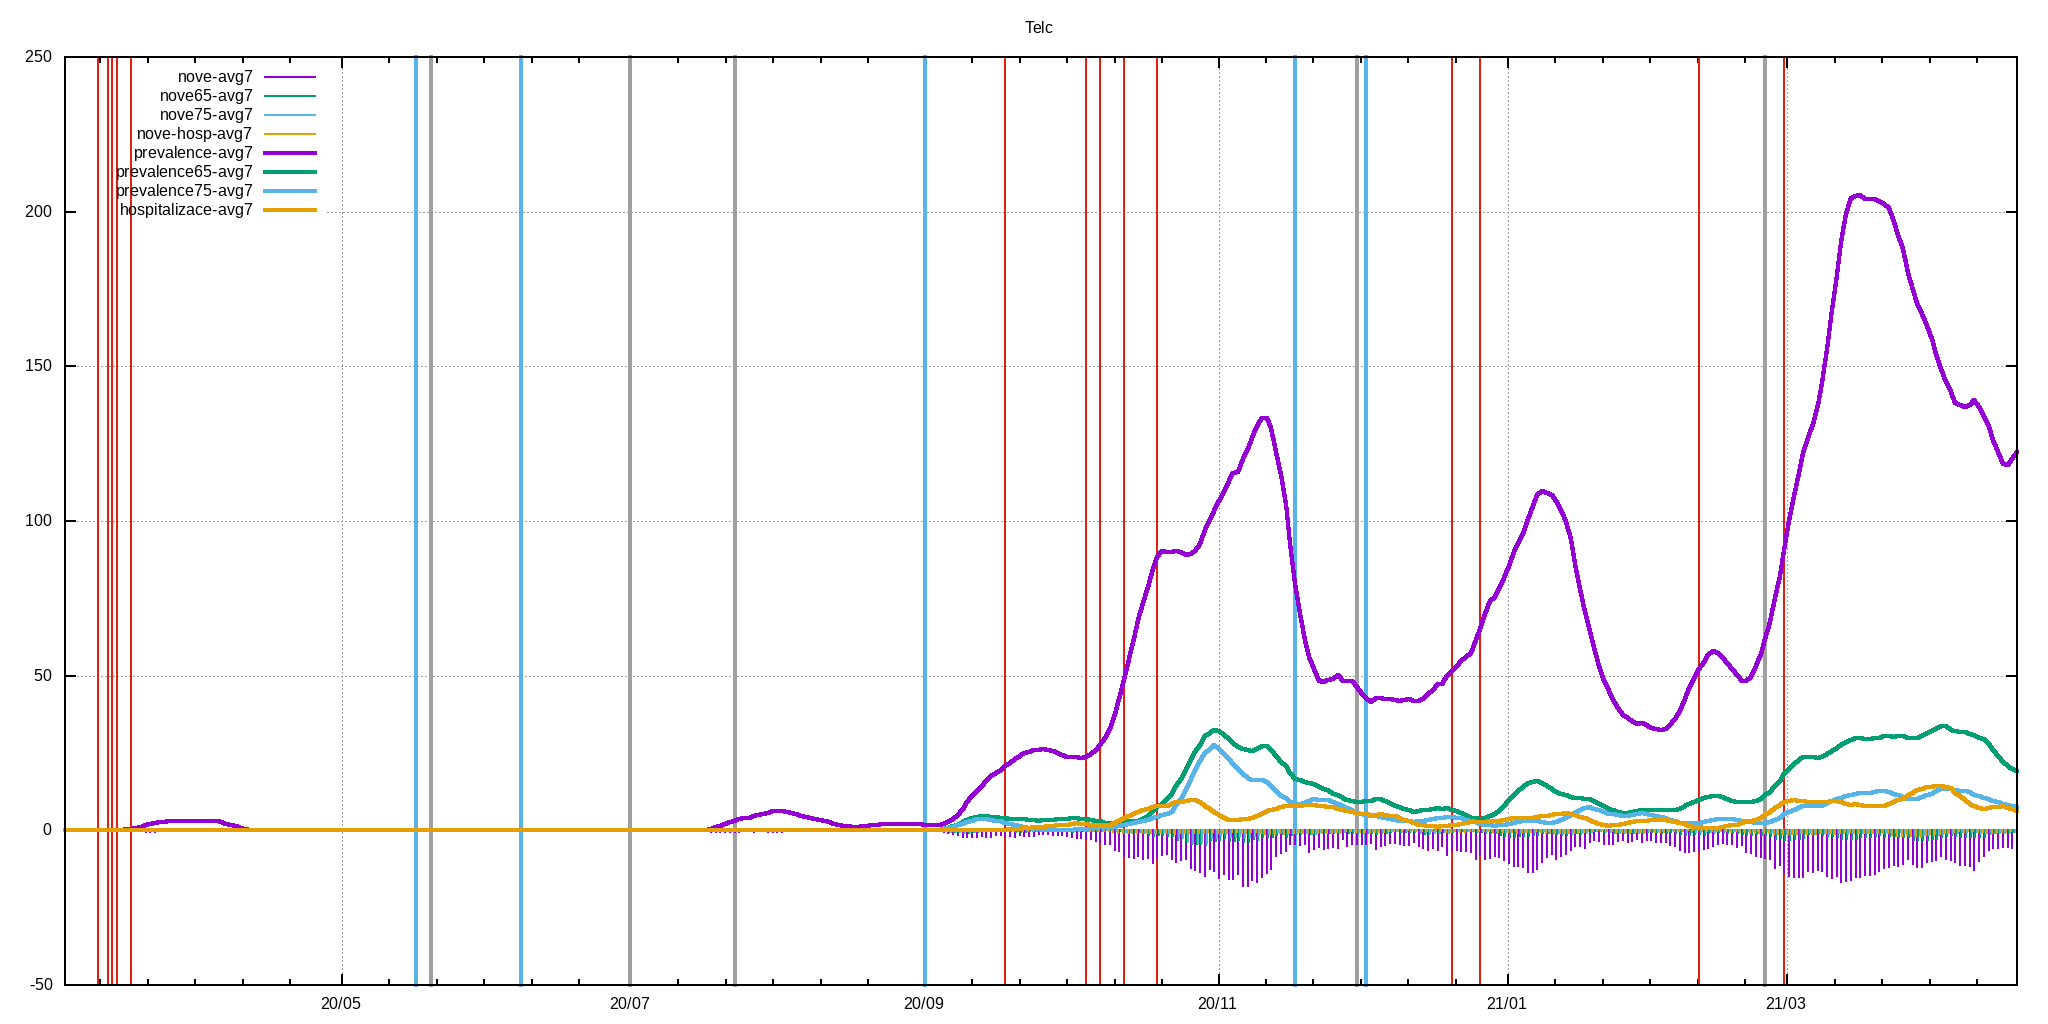 Telc
250
200
150
100
50
0
-50
nove-avg7
nove65-avg7
nove75-avg7
nove-hosp-avg7
prevalence-avg7
prevalence65-avg7
prevalence75-avg7
hospitalizace-avg7
20/05 20/07 20/09 20/11 21/01 21/03